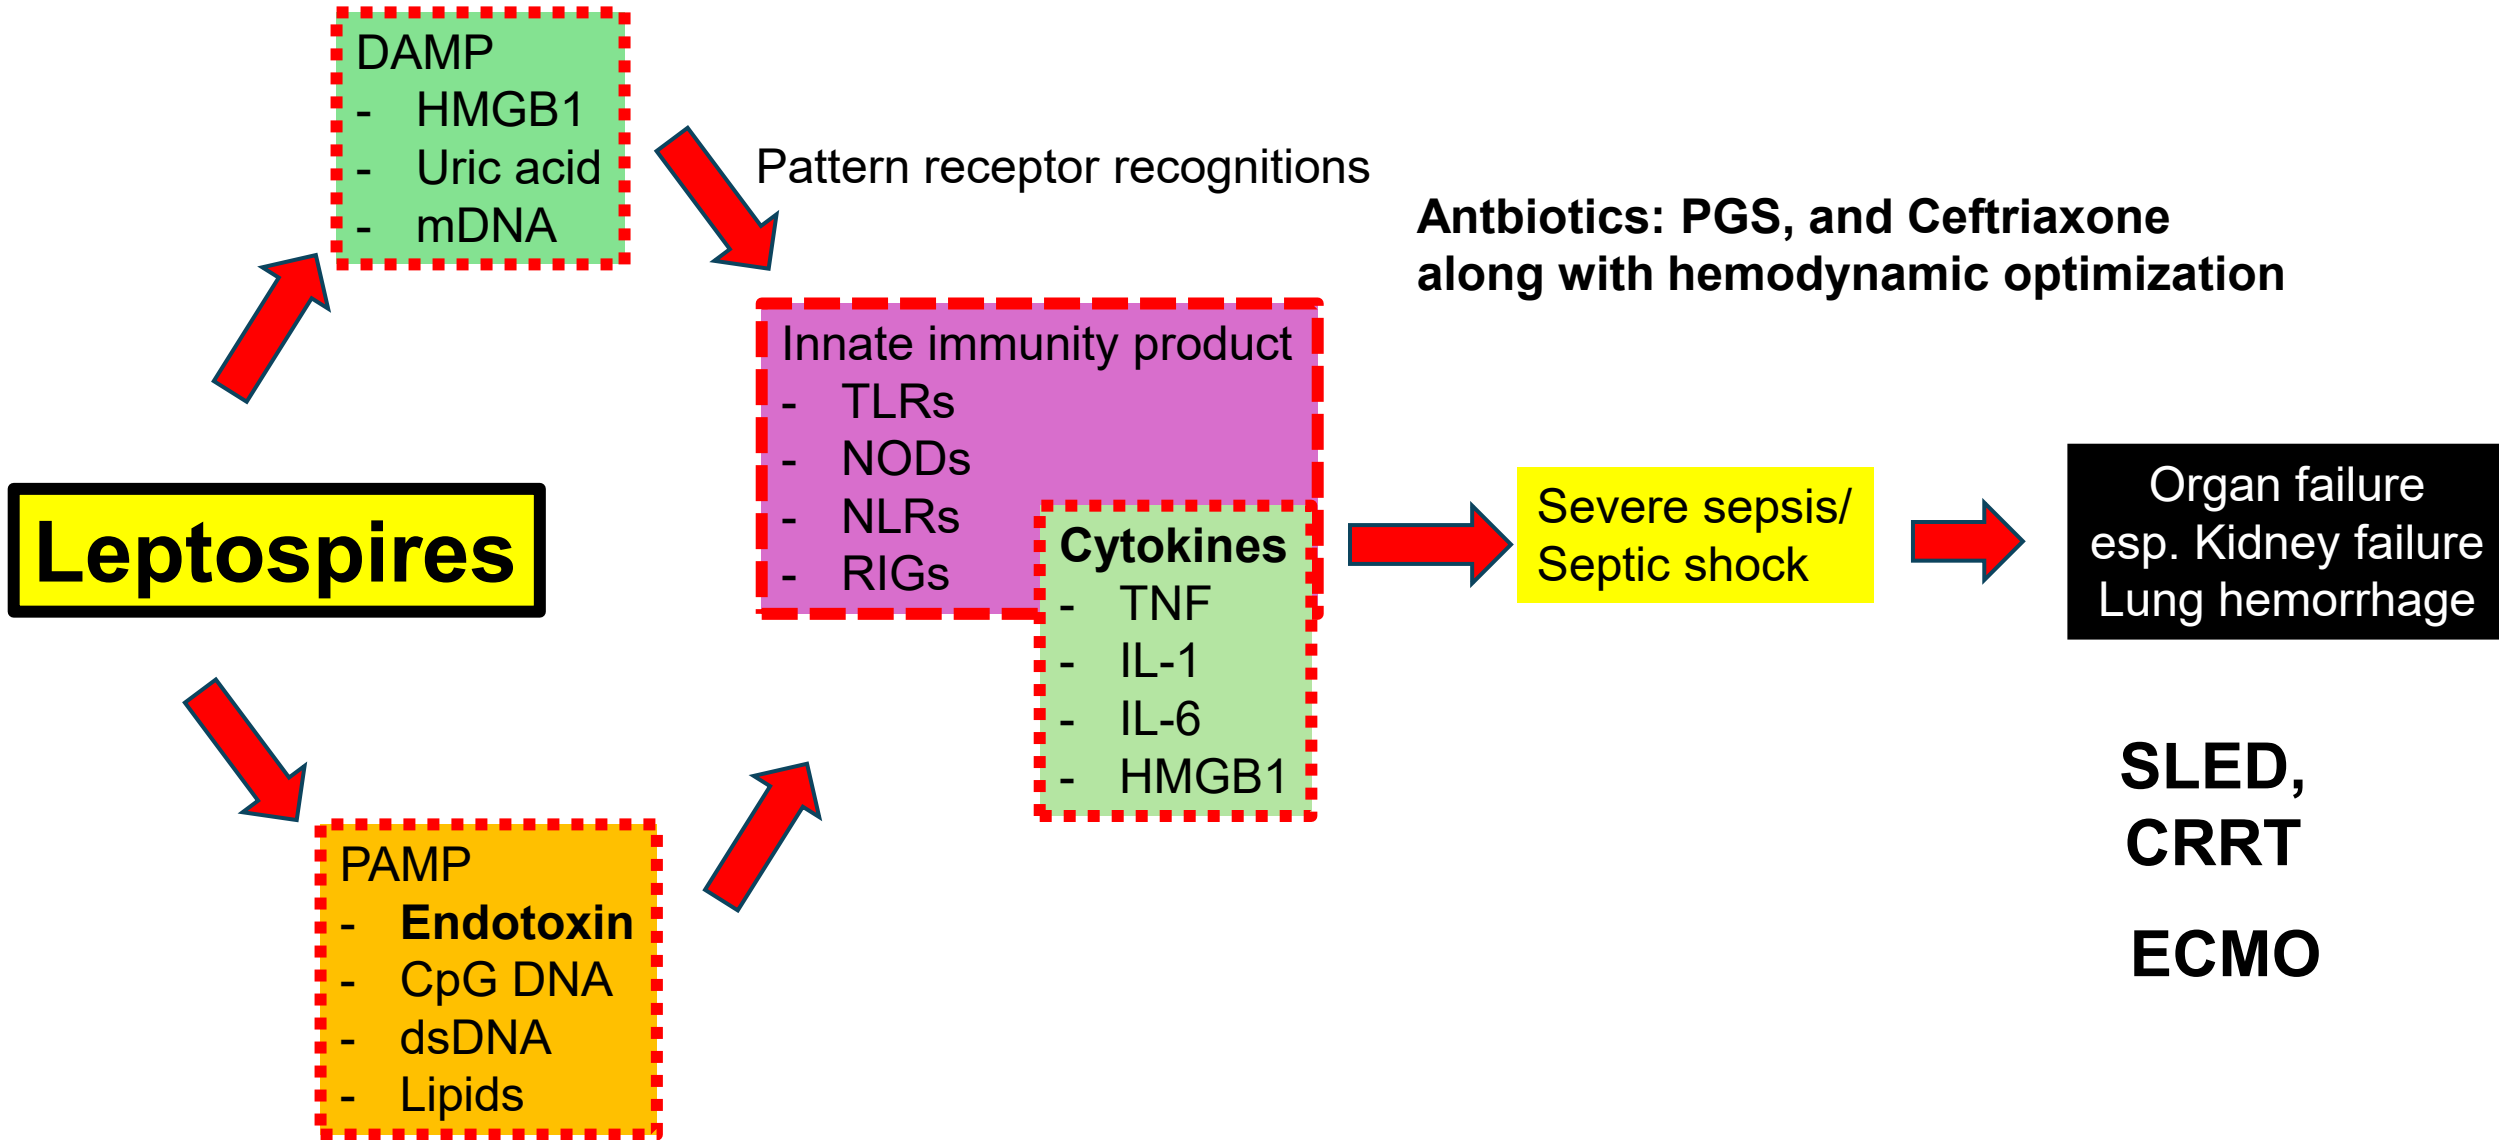 DAMP
- HMGB1
- Uric acid
- mDNA
Pattern receptor recognitions
Antbiotics: PGS, and Ceftriaxone
along with hemodynamic optimization
Innate immunity product
- TLRs
- NODs
- NLRs
- RIGs
Cytokines
- TNF
- IL-1
- IL-6
- HMGB1
Leptospires
Severe sepsis/
Septic shock
Organ failure
esp. Kidney failure
Lung hemorrhage
SLED,
CRRT
ECMO
PAMP
- Endotoxin
- CpG DNA
- dsDNA
- Lipids